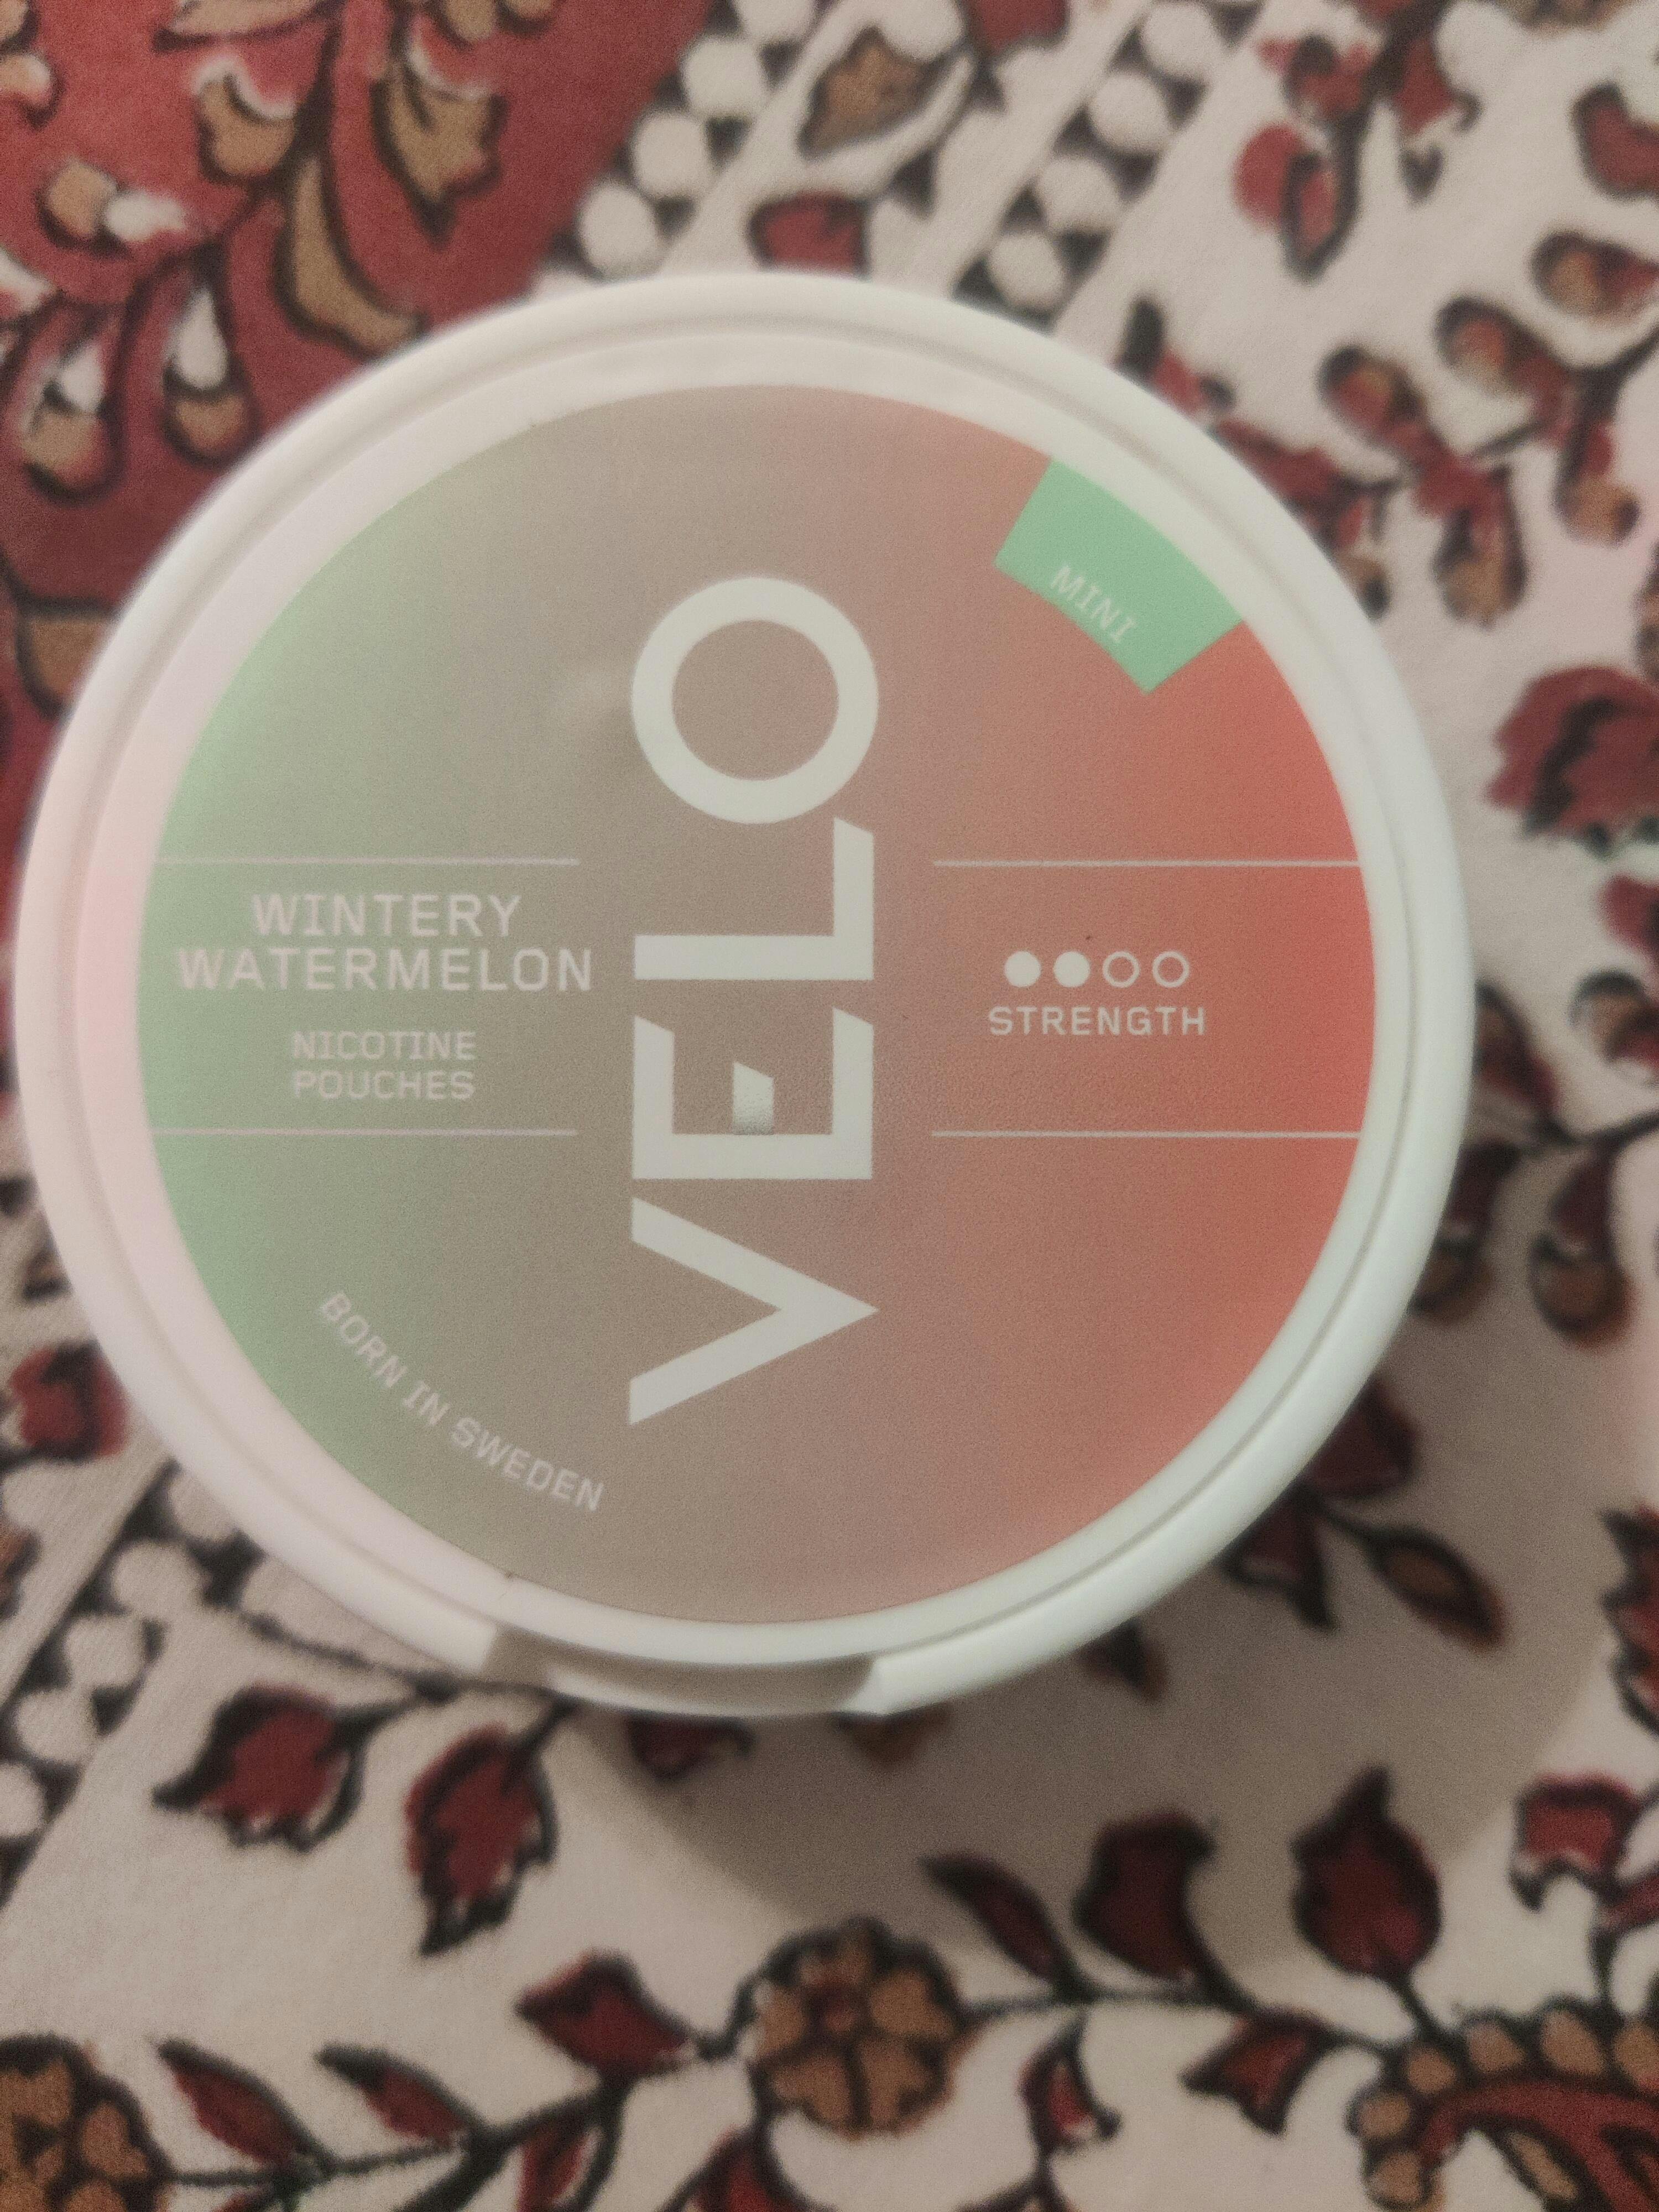 MINI
VELO
WINTERY
WATERMELON
NICOTINE
POUCHES
STRENGTH
BORN IN SWEDEN